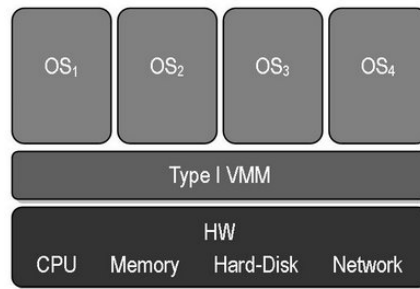 OS₁ OS₂ OS₃ OS₄
Type I VMM
HW
CPU Memory Hard-Disk Network